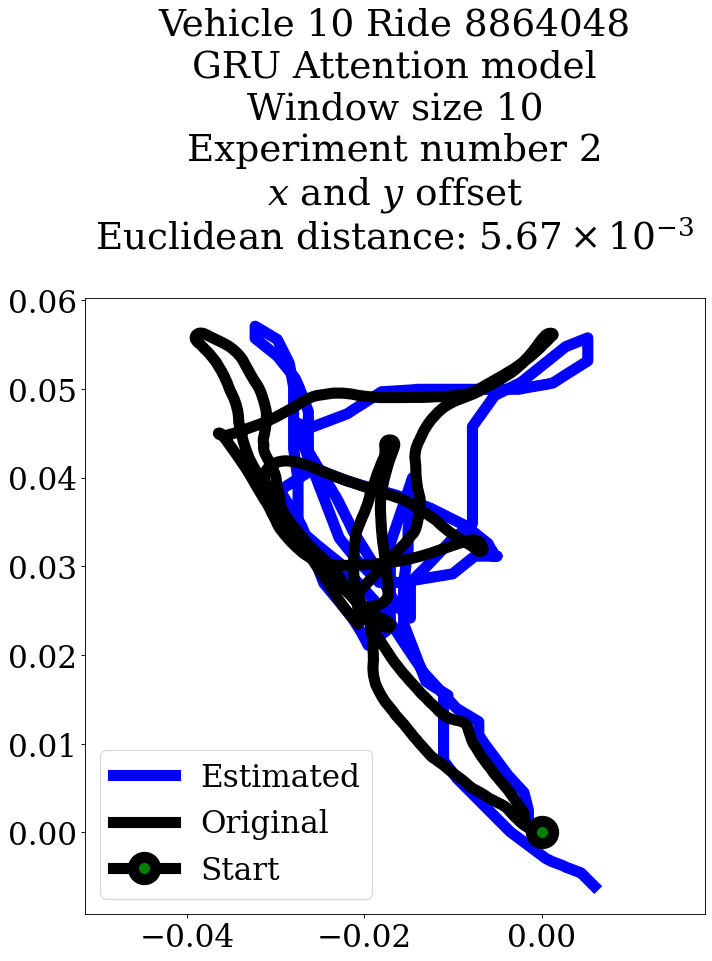 Vehicle 10 Ride 8864048
GRU Attention model
Window size 10
Experiment number 2
x and y offset
Euclidean distance: 5.67 × 10⁻³
0.06
0.05
0.04
0.03
0.02
0.01
0.00
Estimated
Original
Start
−0.04
−0.02
0.00